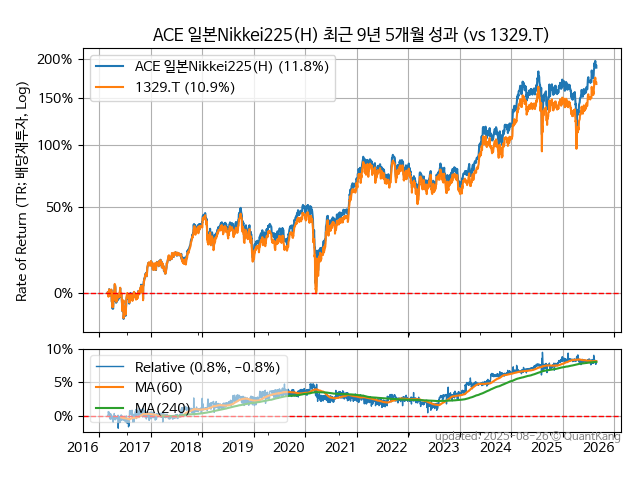 ACE 일본Nikkei225(H) 최근 9년 5개월 성과 (vs 1329.T)
Rate of Return (TR: 배당재투자, Log)
200%
150%
100%
50%
0%
ACE 일본Nikkei225(H) (11.8%)
1329.T (10.9%)
10%
5%
0%
Relative (0.8%, -0.8%)
MA(60)
MA(240)
2016 2017 2018 2019 2020 2021 2022 2023 2024 2025 2026
updated: 2025-08-26 © QuantKang